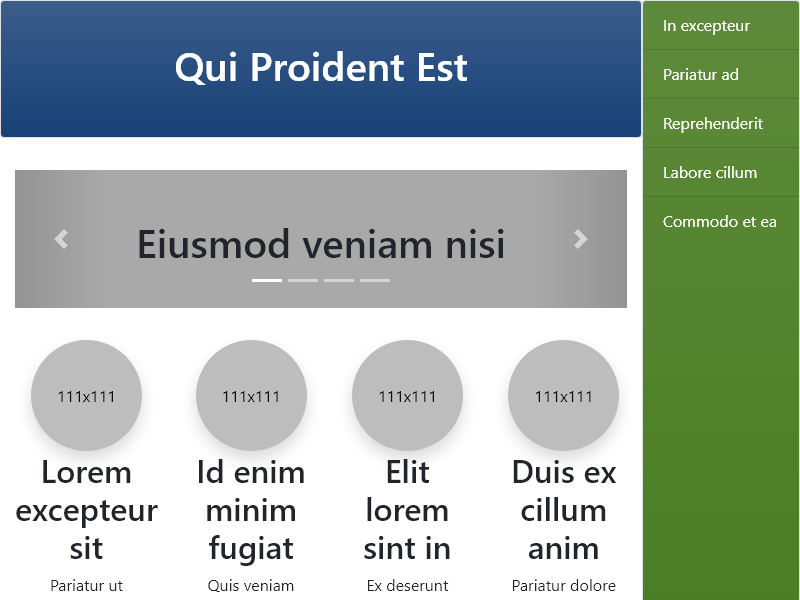 Qui Proident Est
In excepteur
Pariatur ad
Reprehenderit
Labore cillum
Commodo et ea
Eiusmod veniam nisi
111x111
Lorem
excepteur
sit
Pariatur ut
111x111
Id enim
minim
fugiat
Quis veniam
111x111
Elit
lorem
sint in
Ex deserunt
111x111
Duis ex
cillum
anim
Pariatur dolore